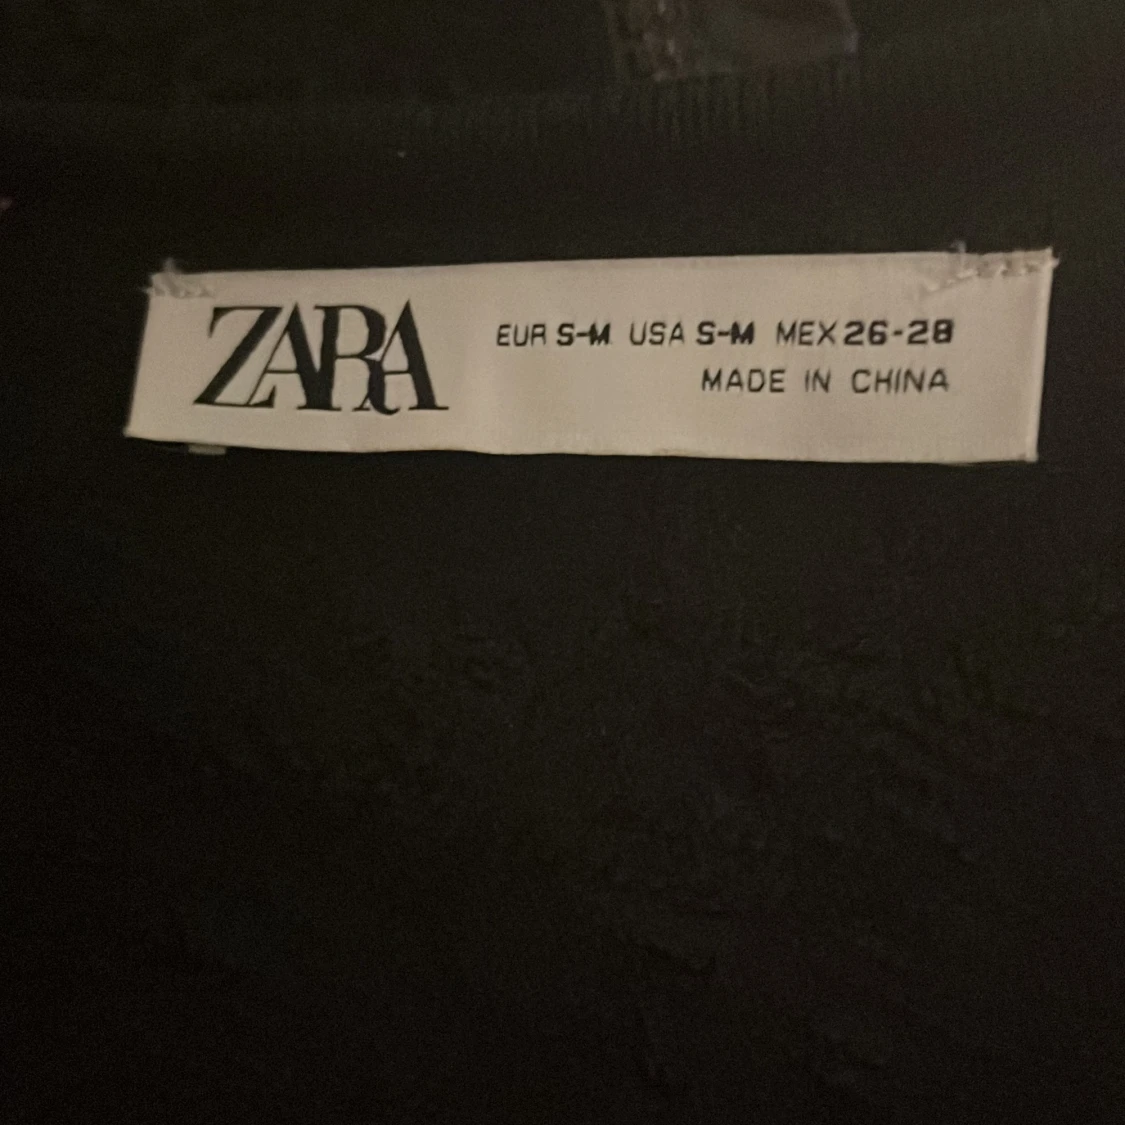 ZARA
EUR S-M USA S-M MEX 26-28
MADE IN CHINA